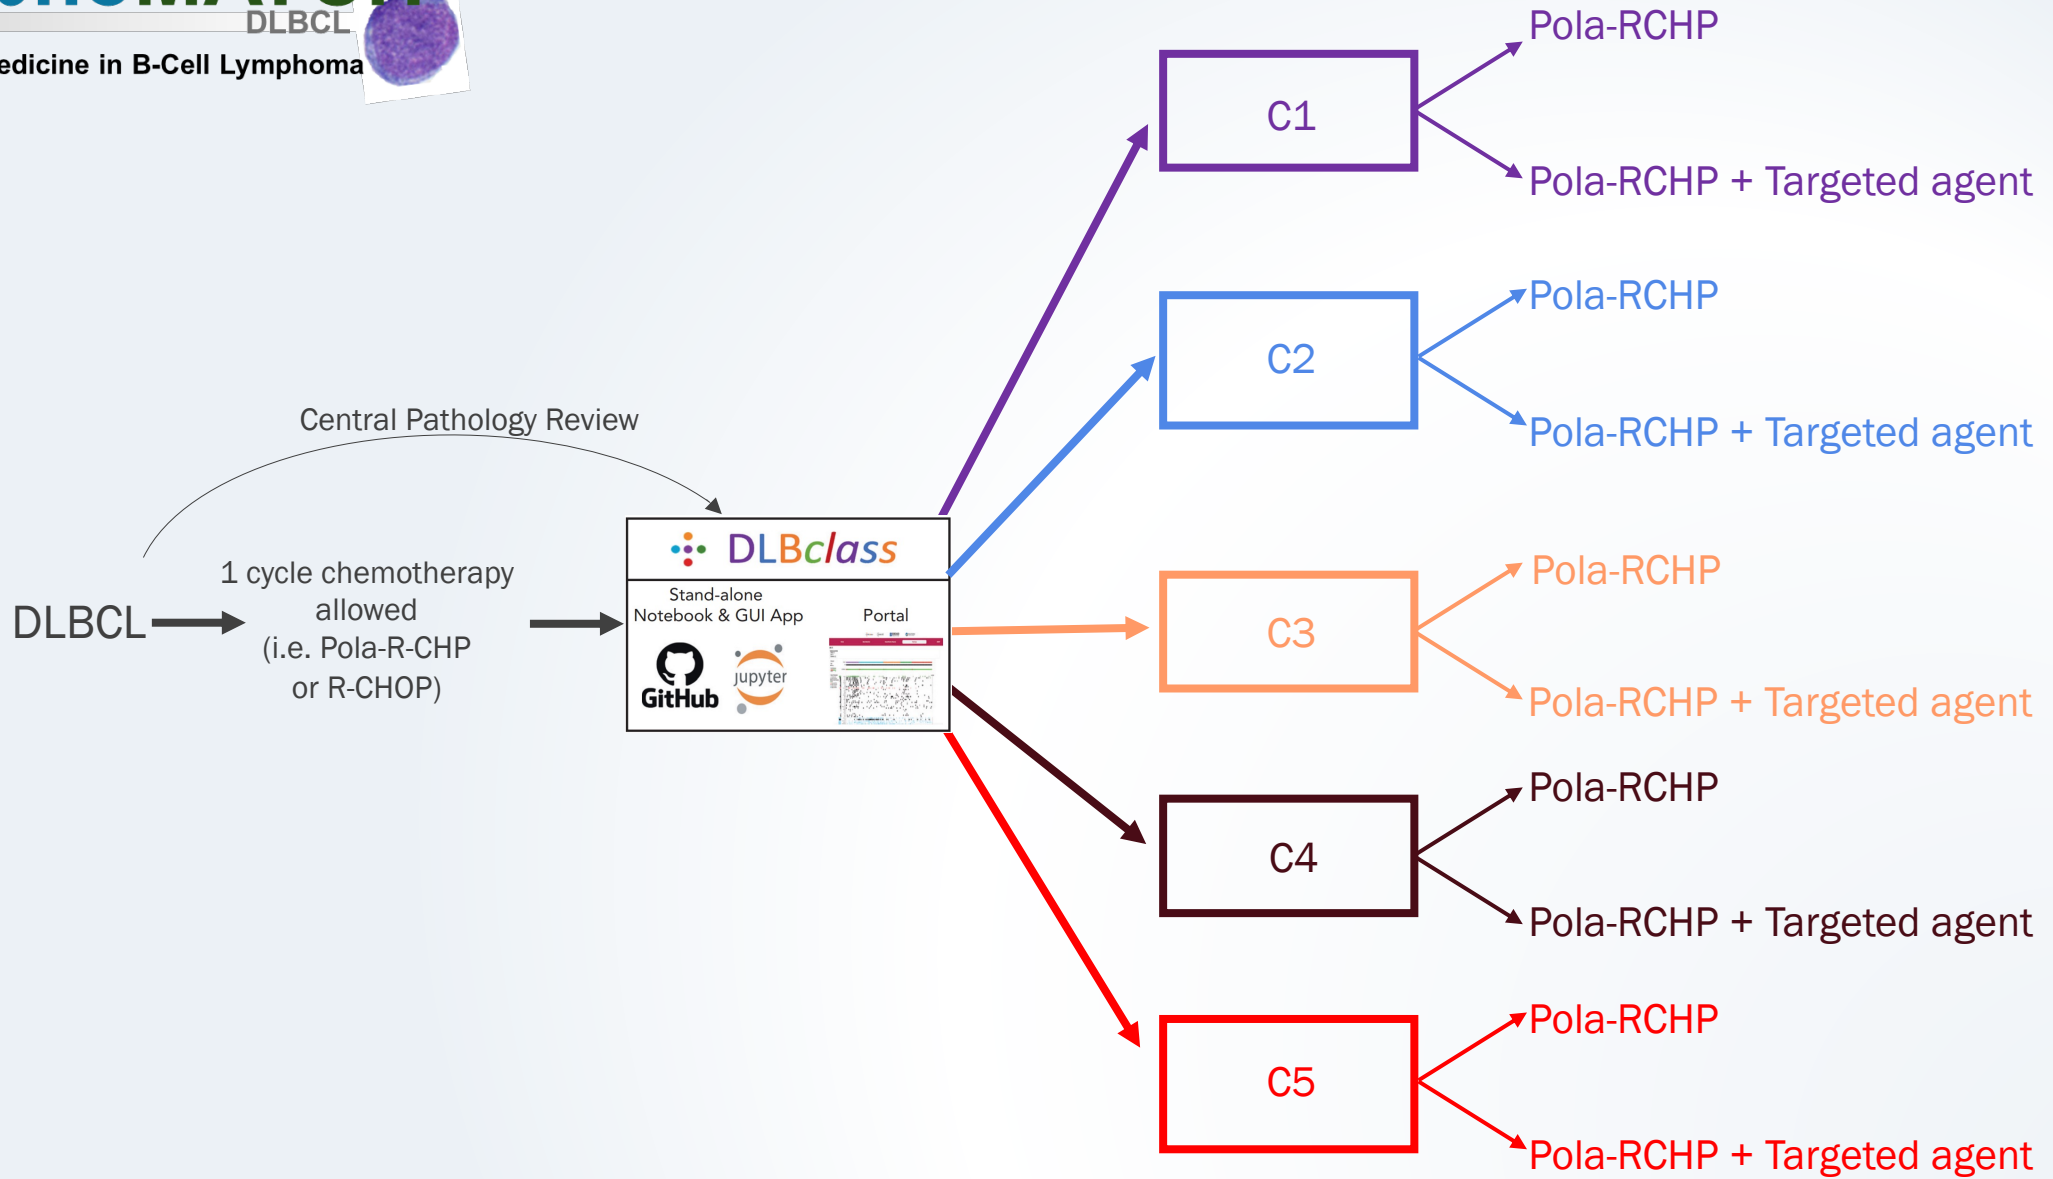 DLBCL
B-Cell Lymphoma
Central Pathology Review
DLBCL
1 cycle chemotherapy
allowed
(i.e. Pola-R-CHP
or R-CHOP)
DLBclass
Stand-alone
Notebook & GUI App
Portal
GitHub
jupyter
C1
Pola-RCHP
Pola-RCHP + Targeted agent
C2
Pola-RCHP
Pola-RCHP + Targeted agent
C3
Pola-RCHP
Pola-RCHP + Targeted agent
C4
Pola-RCHP
Pola-RCHP + Targeted agent
C5
Pola-RCHP
Pola-RCHP + Targeted agent